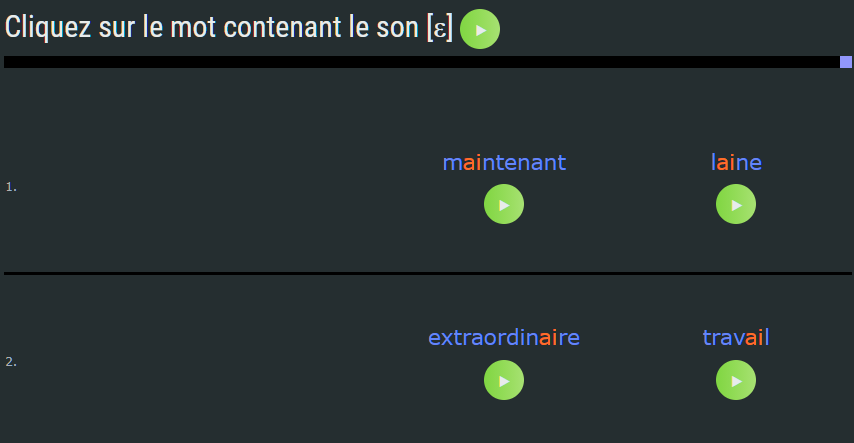 Cliquez sur le mot contenant le son [ɛ]
maintenant laine
1.
extraordinaire travail
2.